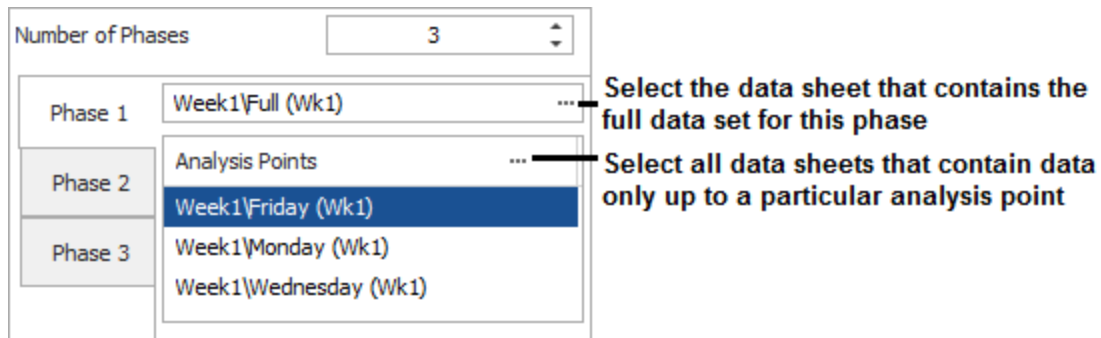 Number of Phases 3
Phase 1 Week1\Full (Wk1) ...
Select the data sheet that contains the
full data set for this phase
Analysis Points ...
Select all data sheets that contain data
only up to a particular analysis point
Phase 2
Week1\Friday (Wk1)
Week1\Monday (Wk1)
Phase 3
Week1\Wednesday (Wk1)